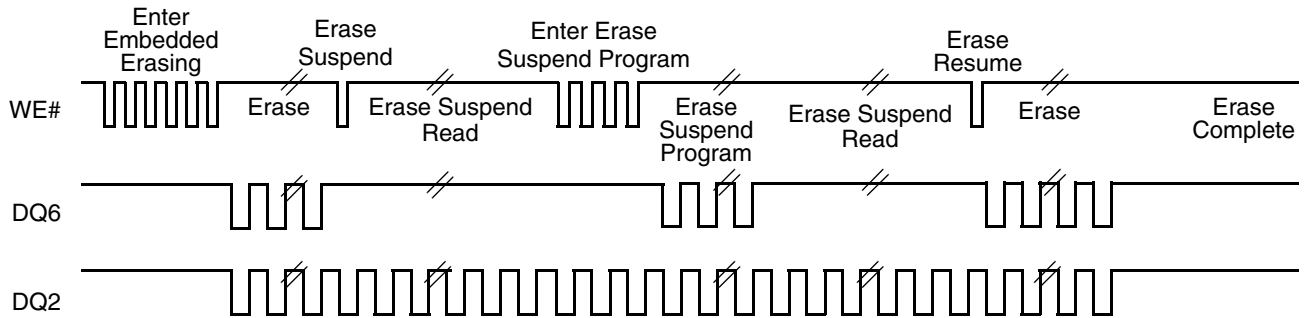 Enter
Embedded
Erasing
Erase
Suspend
Enter Erase
Suspend Program
Erase
Resume
WE#
Erase
Erase Suspend
Read
Erase
Suspend
Program
Erase Suspend
Read
Erase
Erase
Complete
DQ6
DQ2